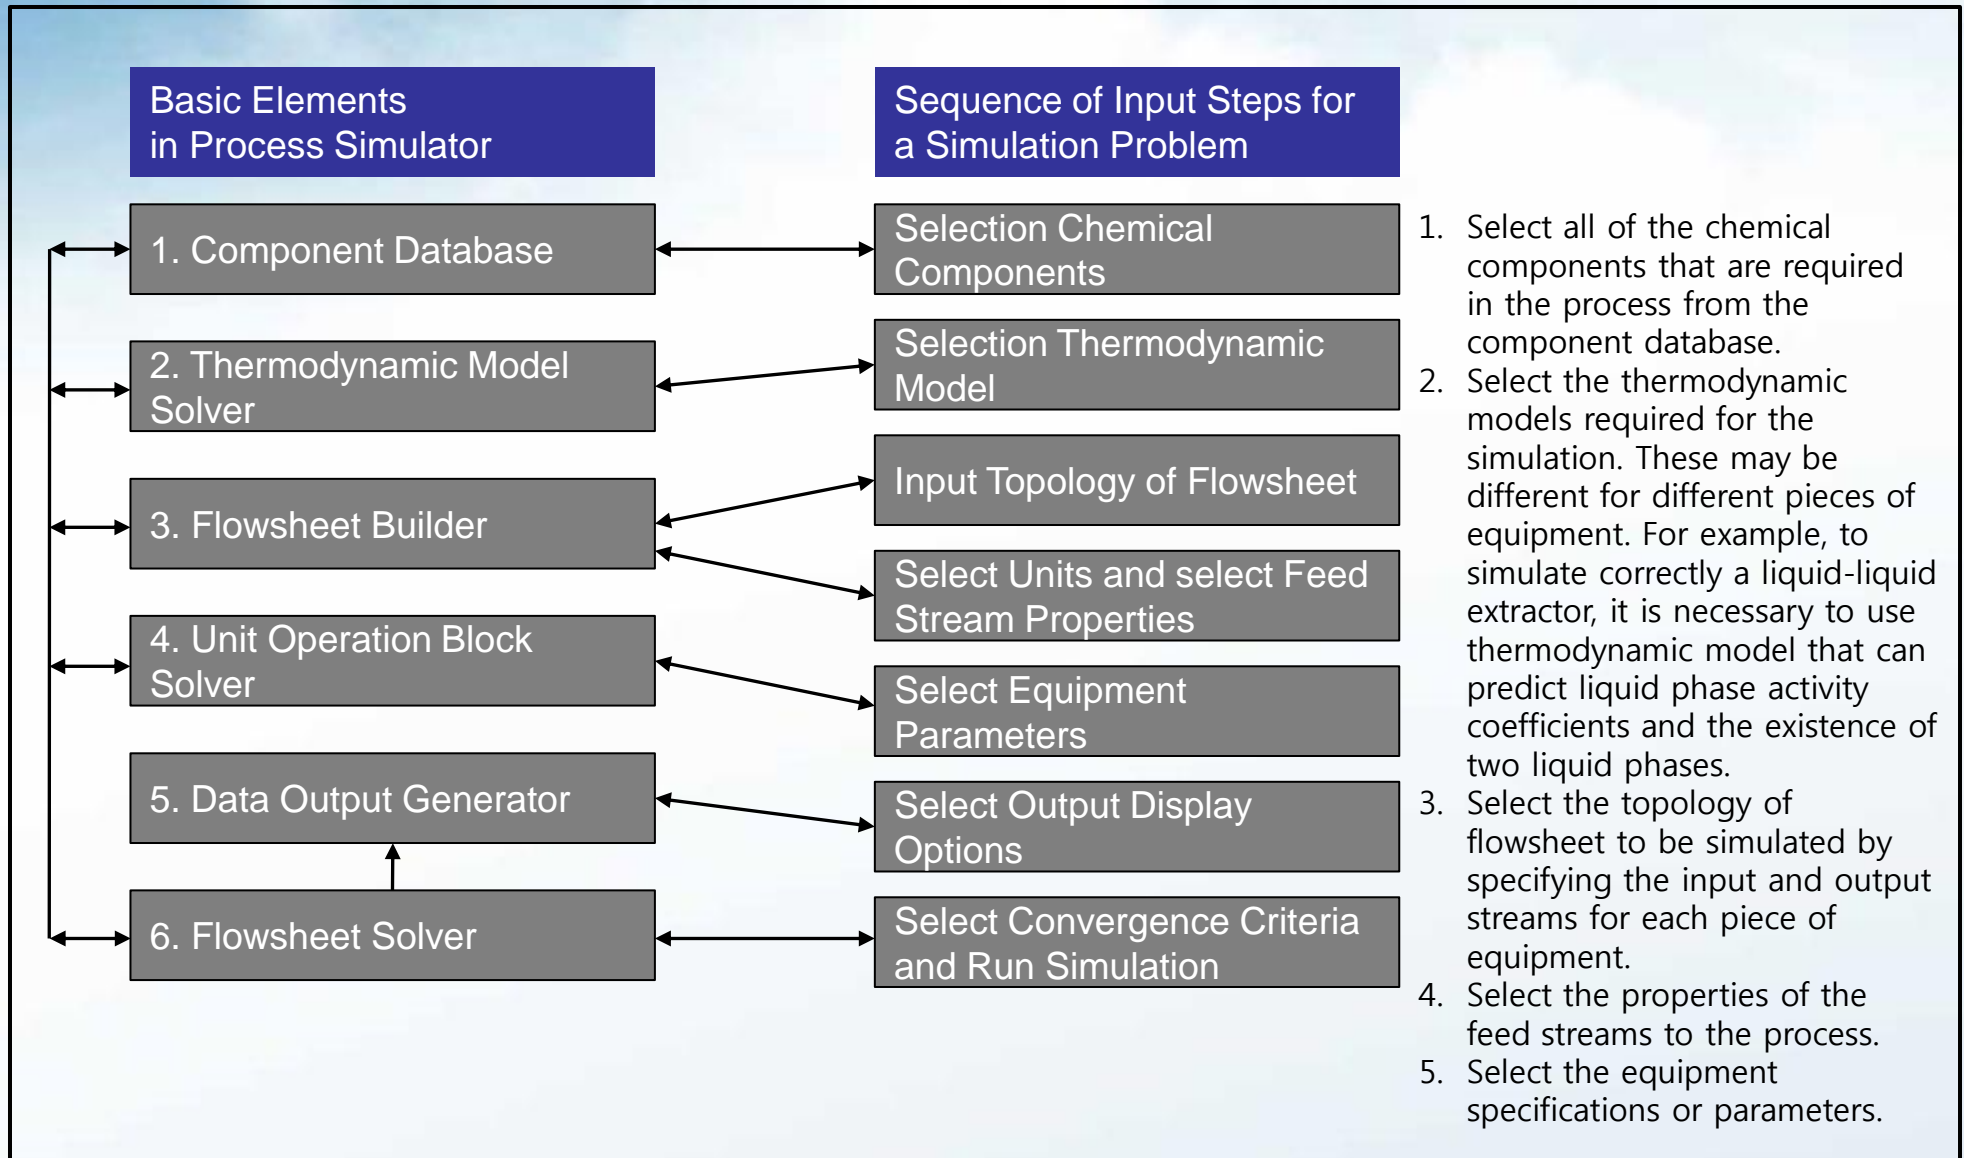 Basic Elements
in Process Simulator
1. Component Database
2. Thermodynamic Model
Solver
3. Flowsheet Builder
4. Unit Operation Block
Solver
5. Data Output Generator
6. Flowsheet Solver
Sequence of Input Steps for
a Simulation Problem
Selection Chemical
Components
Selection Thermodynamic
Model
Input Topology of Flowsheet
Select Units and select Feed
Stream Properties
Select Equipment
Parameters
Select Output Display
Options
Select Convergence Criteria
and Run Simulation
1. Select all of the chemical
components that are required
in the process from the
component database.
2. Select the thermodynamic
models required for the
simulation. These may be
different for different pieces of
equipment. For example, to
simulate correctly a liquid-liquid
extractor, it is necessary to use
thermodynamic model that can
predict liquid phase activity
coefficients and the existence of
two liquid phases.
3. Select the topology of
flowsheet to be simulated by
specifying the input and output
streams for each piece of
equipment.
4. Select the properties of the
feed streams to the process.
5. Select the equipment
specifications or parameters.